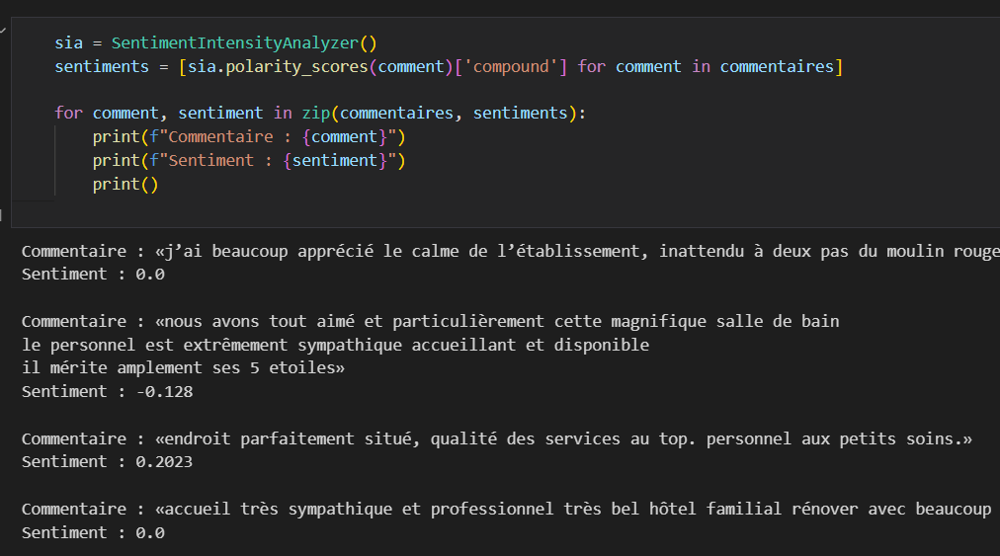 sia = SentimentIntensityAnalyzer()
sentiments = [sia.polarity_scores(comment)['compound'] for comment in commentaires]
for comment, sentiment in zip(commentaires, sentiments):
print(f"Commentaire : {comment}")
print(f"Sentiment : {sentiment}")
print()
Commentaire : «j’ai beaucoup apprécié le calme de l’établissement, inattendu à deux pas du moulin rouge
Sentiment : 0.0
Commentaire : «nous avons tout aimé et particulièrement cette magnifique salle de bain
le personnel est extrêmement sympathique accueillant et disponible
il mérite amplement ses 5 etoiles»
Sentiment : -0.128
Commentaire : «endroit parfaitement situé, qualité des services au top. personnel aux petits soins.»
Sentiment : 0.2023
Commentaire : «accueil très sympathique et professionnel très bel hôtel familial rénover avec beaucoup
Sentiment : 0.0